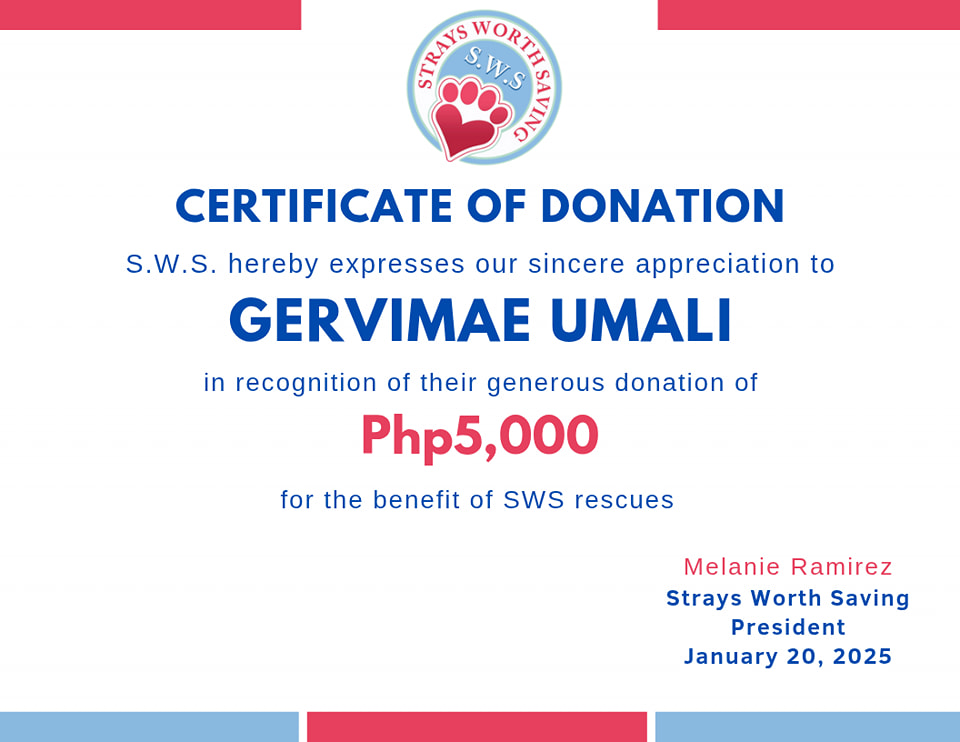 STRAYS WORTH SAVING
S.W.S
CERTIFICATE OF DONATION
S.W.S. hereby expresses our sincere appreciation to
GERVIMAE UMALI
in recognition of their generous donation of
Php5,000
for the benefit of SWS rescues
Melanie Ramirez
Strays Worth Saving
President
January 20, 2025